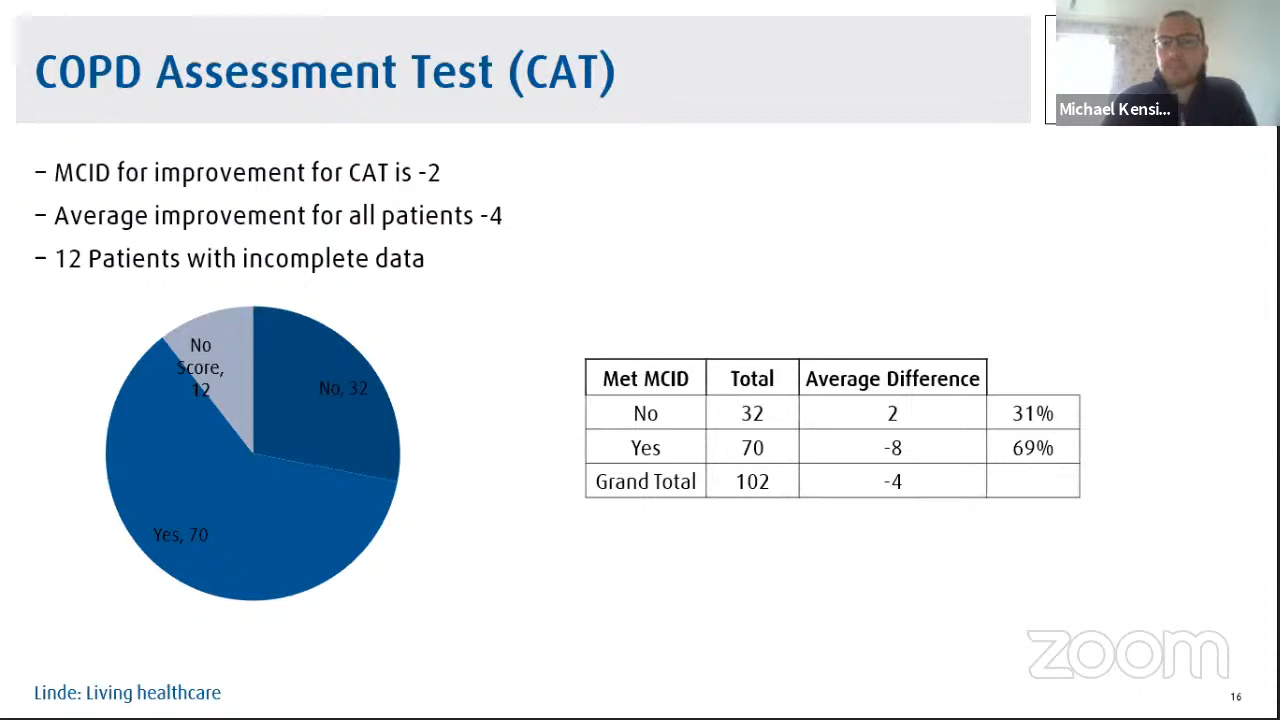 COPD Assessment Test (CAT)
Michael Kensi...
– MCID for improvement for CAT is -2
– Average improvement for all patients -4
– 12 Patients with incomplete data
No
Score,
12
No, 32
Yes, 70
Met MCID Total Average Difference
No 32 2 31%
Yes 70 -8 69%
Grand Total 102 -4
zoom
Linde: Living healthcare
16